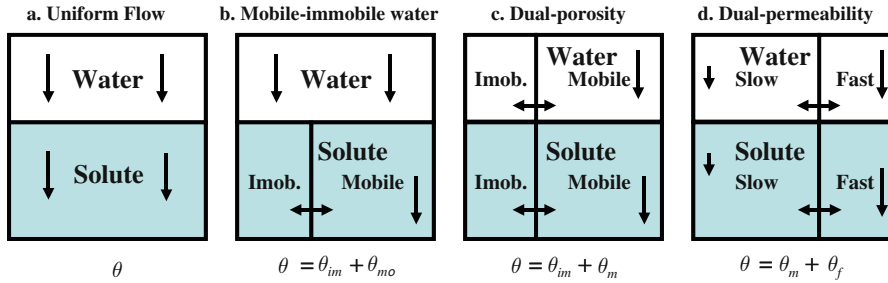 a. Uniform Flow
Water
Solute
θ
b. Mobile-immobile water
Water
Solute
Imob. Mobile
θ = θim + θmo
c. Dual-porosity
Water
Imob. Mobile
Solute
Imob. Mobile
θ = θim + θm
d. Dual-permeability
Water
Slow Fast
Solute
Slow Fast
θ = θm + θf